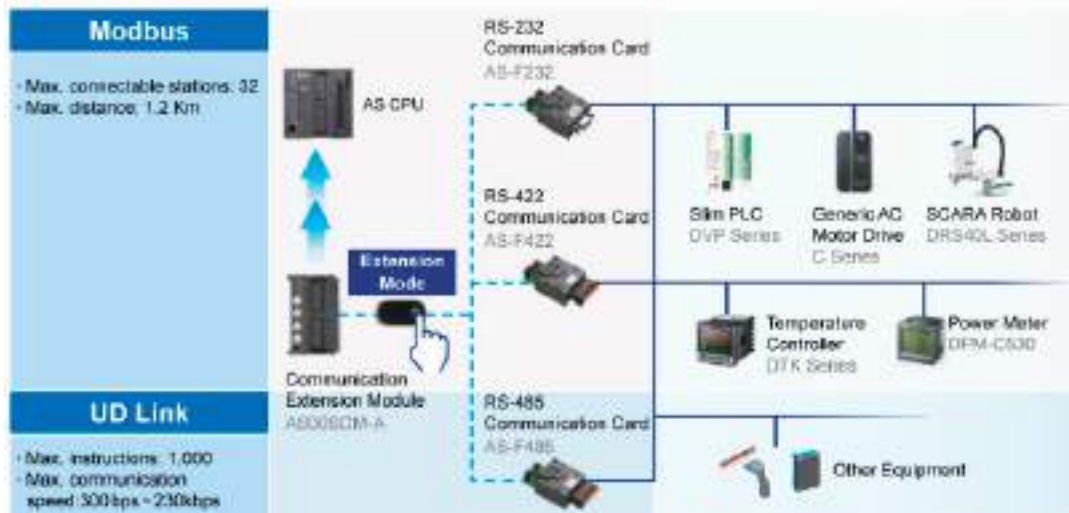 Modbus
· Max. connectable stations: 32
· Max. distance: 1.2 Km
AS CPU
Extension
Mode
Communication
Extension Module
AS00SCM-A
RS-232
Communication Card
AS-F232
RS-422
Communication Card
AS-F422
RS-485
Communication Card
AS-F485
Slim PLC
DVP Series
Generic AC
Motor Drive
C Series
SCARA Robot
DRS40L Series
Temperature
Controller
DTK Series
Power Meter
DPM-C530
Other Equipment
UD Link
· Max. instructions: 1,000
· Max. communication
speed 300 bps ~ 230kbps